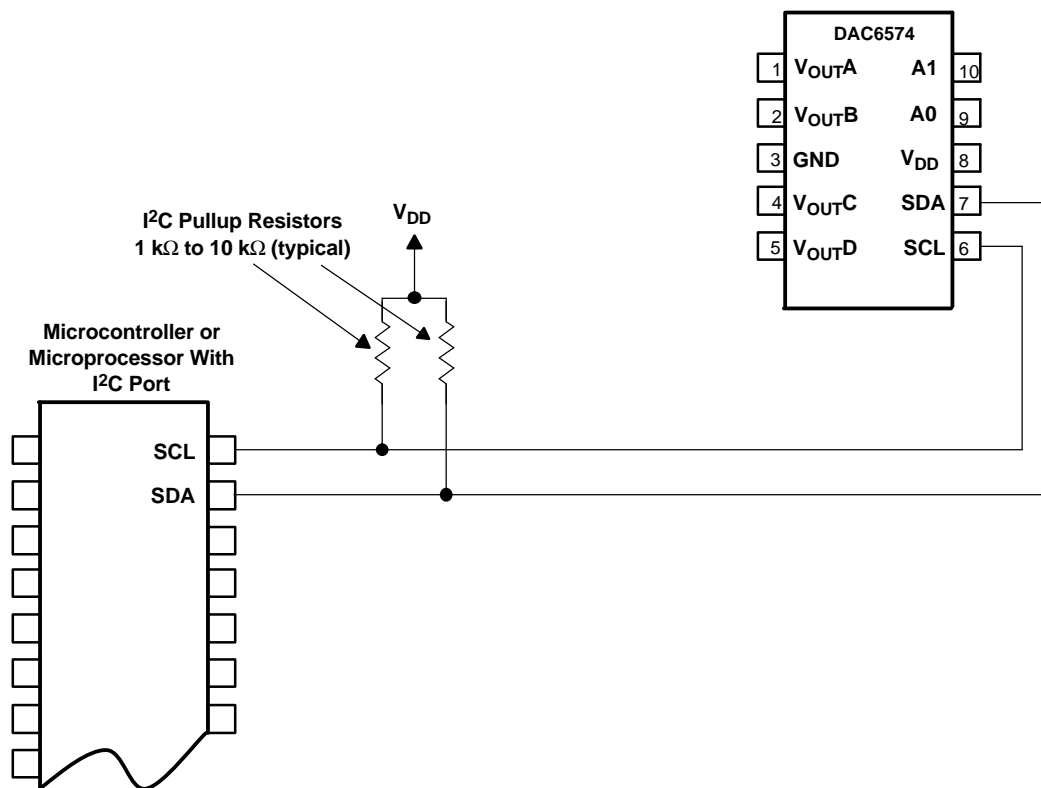 DAC6574
1 VOUTA A1 10
2 VOUTB A0 9
3 GND VDD 8
4 VOUTC SDA 7
5 VOUTD SCL 6
I²C Pullup Resistors
1 kΩ to 10 kΩ (typical)
VDD
Microcontroller or
Microprocessor With
I²C Port
SCL
SDA